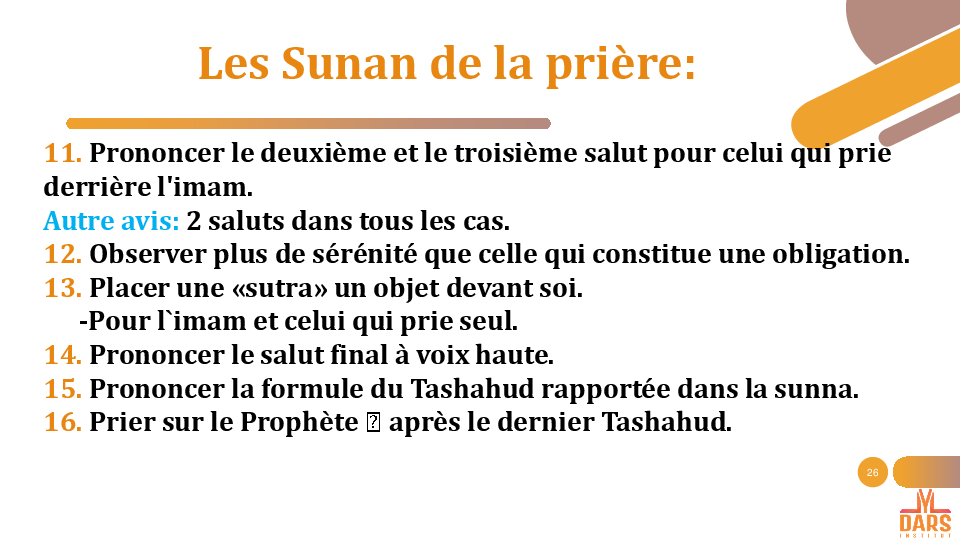 Les Sunan de la prière:
11. Prononcer le deuxième et le troisième salut pour celui qui prie
derrière l'imam.
Autre avis: 2 saluts dans tous les cas.
12. Observer plus de sérénité que celle qui constitue une obligation.
13. Placer une «sutra» un objet devant soi.
-Pour l`imam et celui qui prie seul.
14. Prononcer le salut final à voix haute.
15. Prononcer la formule du Tashahud rapportée dans la sunna.
16. Prier sur le Prophète après le dernier Tashahud.
26
DARS
INSTITUT